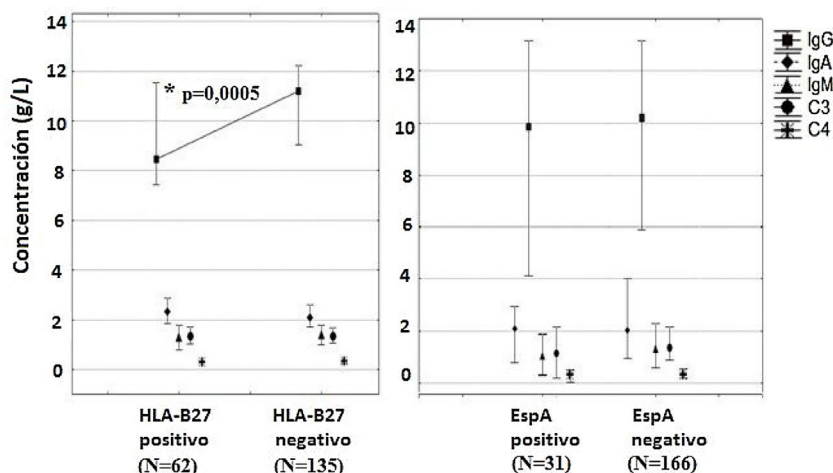 Concentración (g/L)
14
12
10
8
6
4
2
0
* p=0,0005
HLA-B27
positivo
(N=62)
HLA-B27
negativo
(N=135)
14
12
10
8
6
4
2
0
EspA
positivo
(N=31)
EspA
negativo
(N=166)
IgG
IgA
IgM
C3
C4